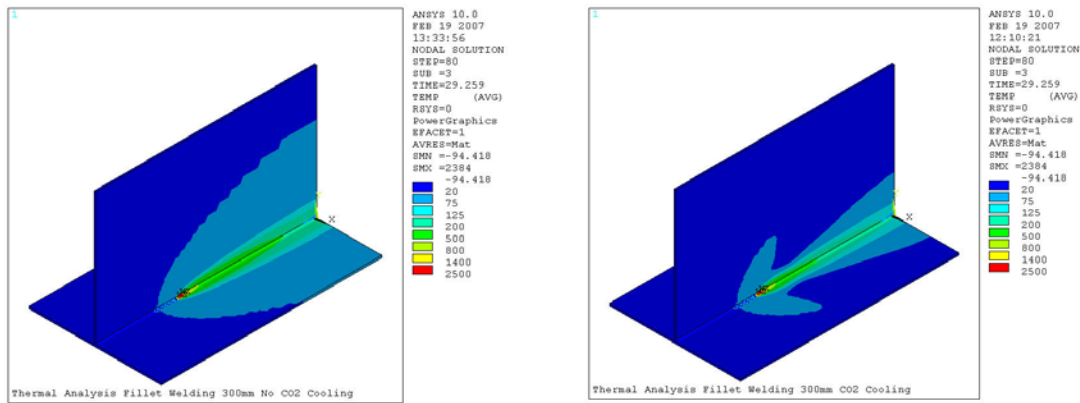 1
ANSYS 10.0
FEB 19 2007
13:33:56
NODAL SOLUTION
STEP=80
SUB =3
TIME=29.259
TEMP (AVG)
RSYS=0
PowerGraphics
EFACET=1
AVRES=Mat
SMN =-94.418
SMX =2384
-94.418
20
75
125
200
500
800
1400
2500
X
Thermal Analysis Fillet Welding 300mm No CO2 Cooling
1
ANSYS 10.0
FEB 19 2007
12:10:21
NODAL SOLUTION
STEP=80
SUB =3
TIME=29.259
TEMP (AVG)
RSYS=0
PowerGraphics
EFACET=1
AVRES=Mat
SMN =-94.418
SMX =2384
-94.418
20
75
125
200
500
800
1400
2500
X
Thermal Analysis Fillet Welding 300mm CO2 Cooling